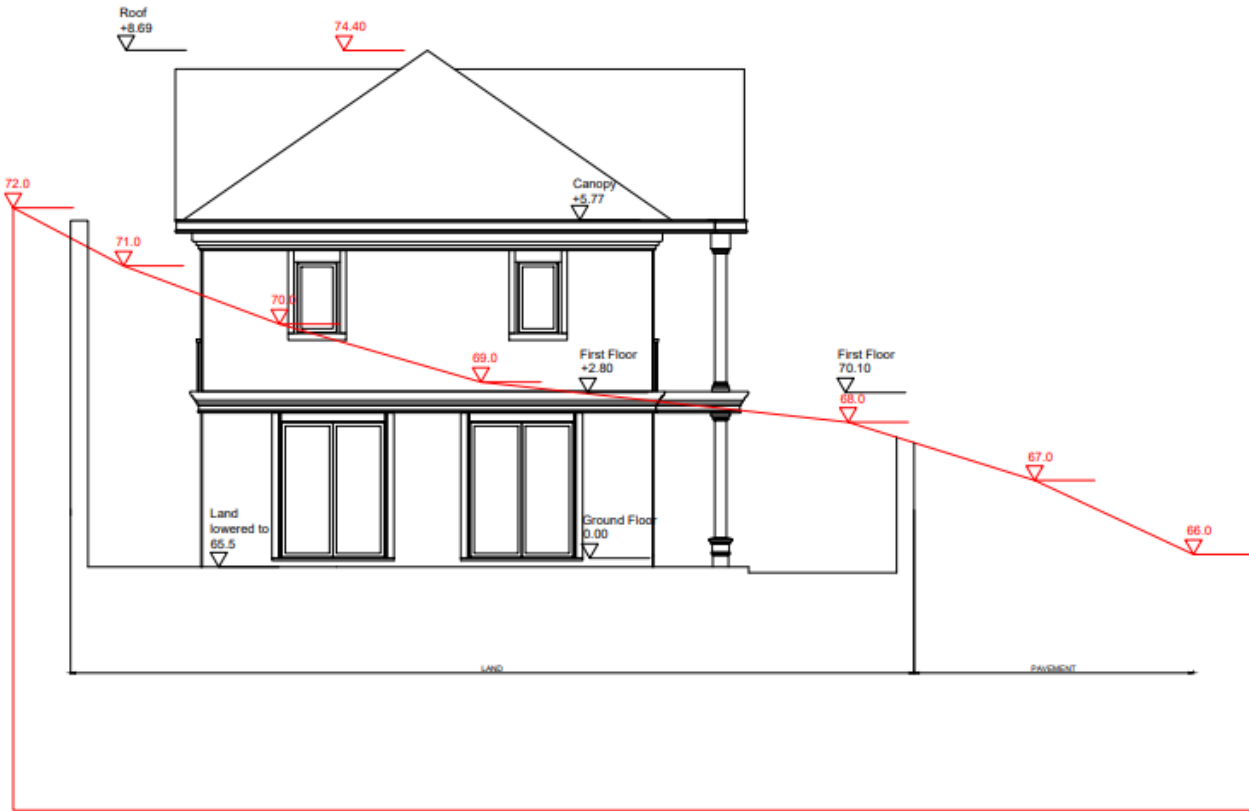 Roof
+8.69
74.40
72.0
Canopy
+5.77
71.0
70.0
69.0
First Floor
+2.80
First Floor
70.10
68.0
67.0
Land
lowered to
65.5
Ground Floor
0.00
66.0
LAND
PAVEMENT